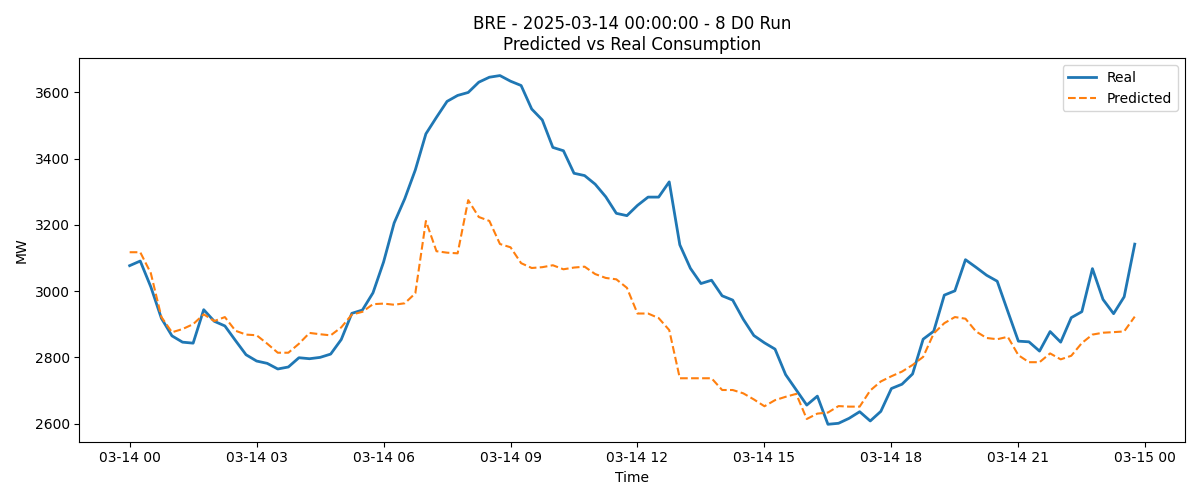 BRE - 2025-03-14 00:00:00 - 8 D0 Run
Predicted vs Real Consumption
Real
Predicted
MW
3600
3400
3200
3000
2800
2600
03-14 00
03-14 03
03-14 06
03-14 09
03-14 12
03-14 15
03-14 18
03-14 21
03-15 00
Time